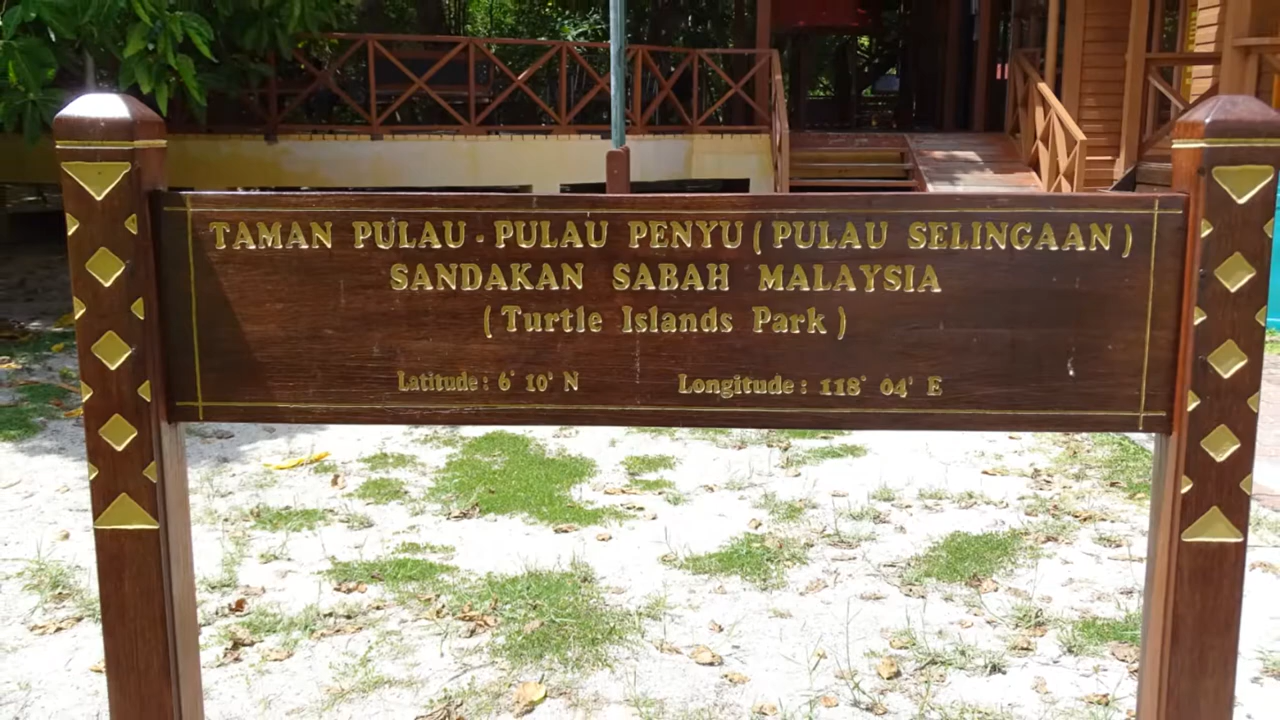 TAMAN PULAU-PULAU PENYU (PULAU SELINGAAN)
SANDAKAN SABAH MALAYSIA
(Turtle Islands Park)
Latitude: 6° 10' N Longitude: 118° 04' E